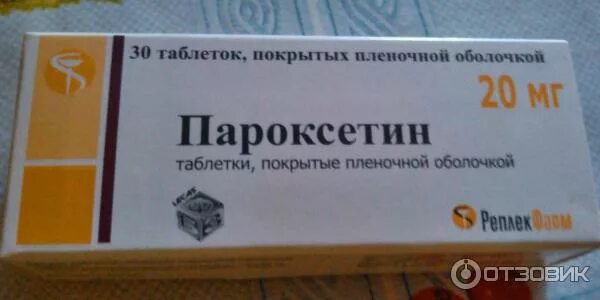 30 таблеток, покрытых пленочной оболочкой
20 мг
Пароксетин
таблетки, покрытые пленочной оболочкой
РеплекФарм
ОТЗОВИК